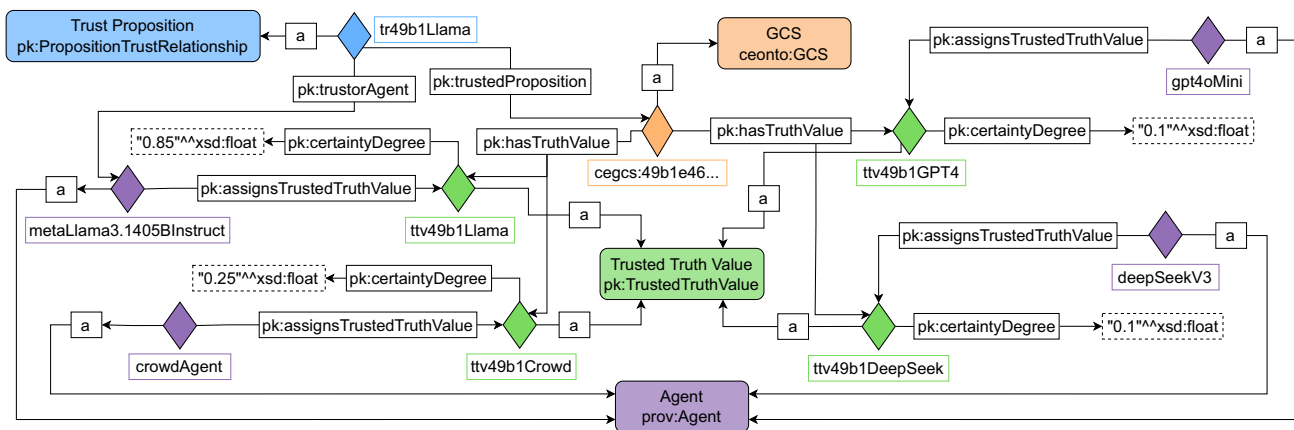 Trust Proposition
pk:PropositionTrustRelationship
a
tr49b1Llama
GCS
ceonto:GCS
pk:assignsTrustedTruthValue
a
gpt4oMini
pk:trustorAgent
pk:trustedProposition
a
"0.85"^^xsd:float
pk:certaintyDegree
pk:hasTruthValue
pk:hasTruthValue
pk:certaintyDegree
"0.1"^^xsd:float
cegcs:49b1e46...
ttv49b1GPT4
a
pk:assignsTrustedTruthValue
a
a
metaLlama3.1405BInstruct
ttv49b1Llama
pk:assignsTrustedTruthValue
a
deepSeekV3
Trusted Truth Value
pk:TrustedTruthValue
"0.25"^^xsd:float
pk:certaintyDegree
a
pk:assignsTrustedTruthValue
a
a
pk:certaintyDegree
"0.1"^^xsd:float
crowdAgent
ttv49b1Crowd
ttv49b1DeepSeek
Agent
prov:Agent